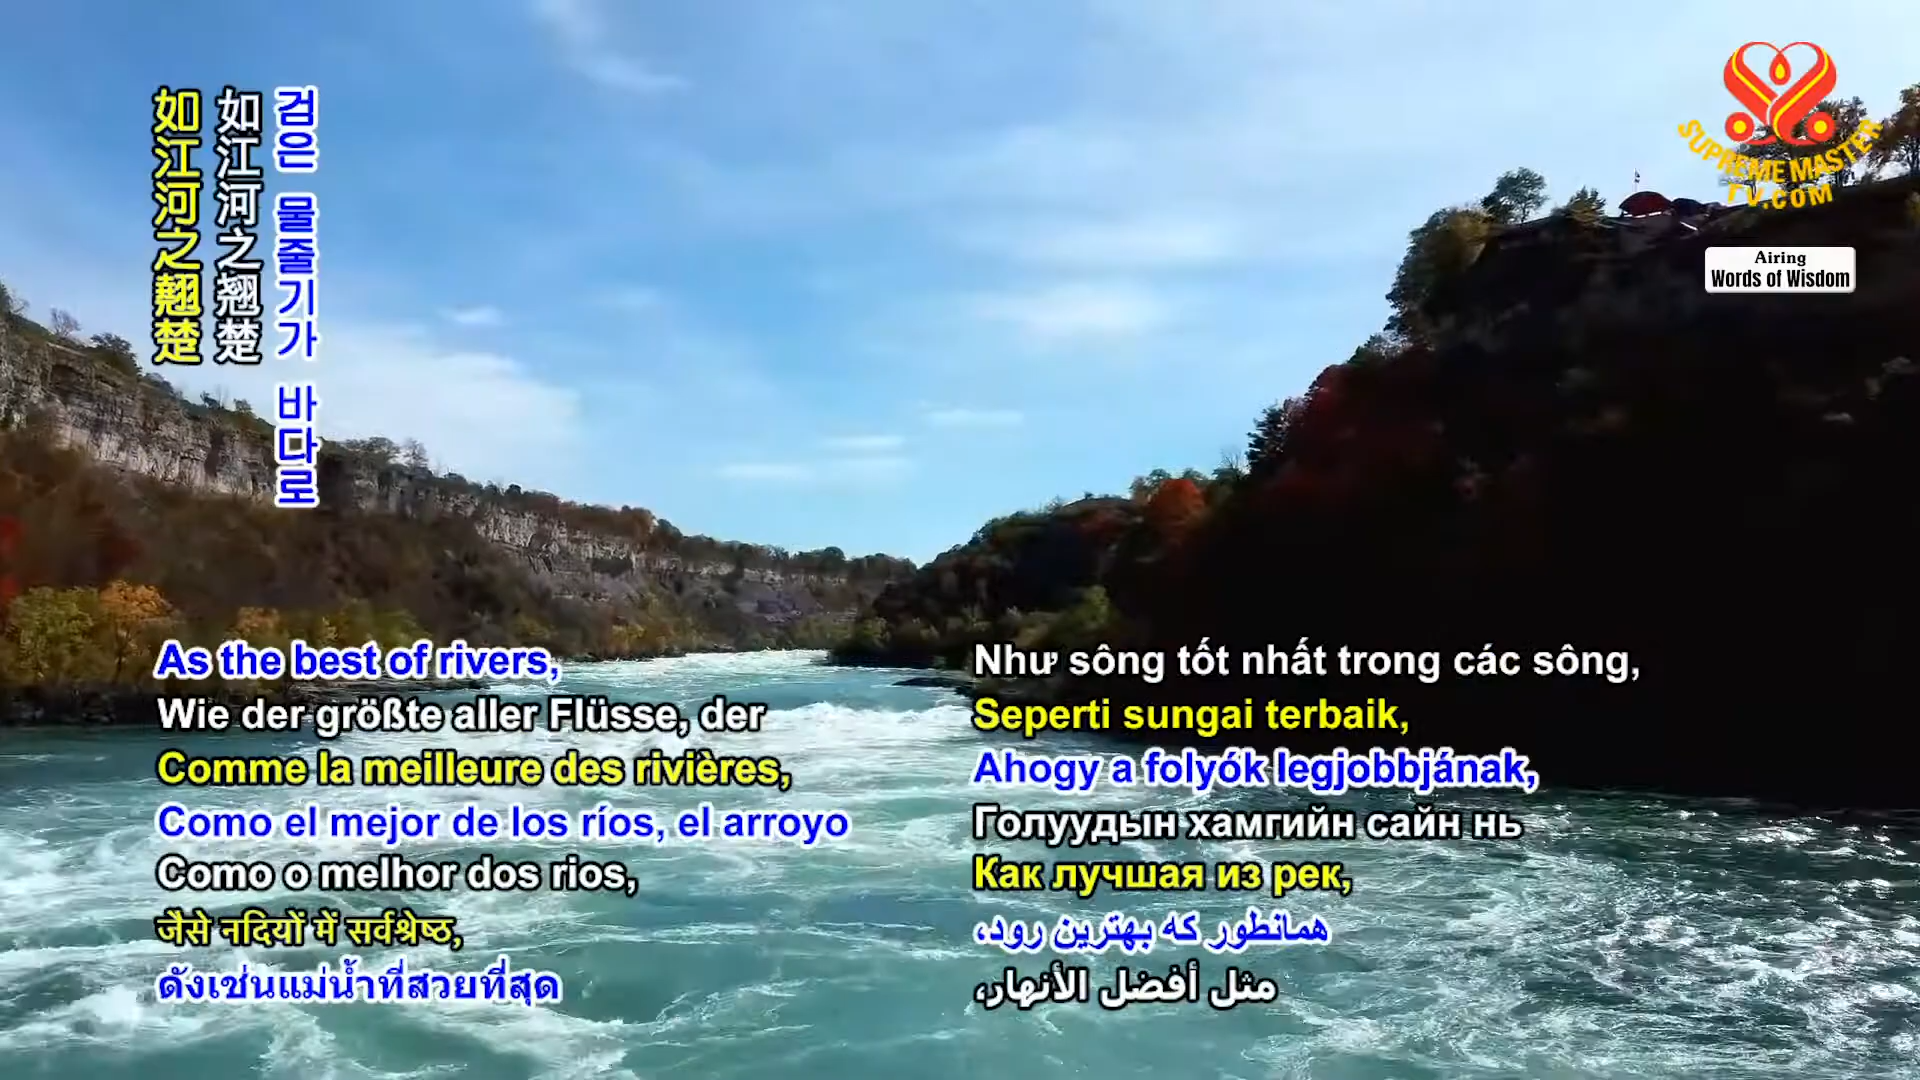 如江河之翹楚
如江河之翘楚
검은 물줄기가 바다로
SUPREME MASTER
TV.COM
Airing
Words of Wisdom
As the best of rivers,
Wie der größte aller Flüsse, der
Comme la meilleure des rivières,
Como el mejor de los ríos, el arroyo
Como o melhor dos rios,
जैसे नदियों में सर्वश्रेष्ठ,
ดังเช่นแม่น้ำที่สวยที่สุด
Như sông tốt nhất trong các sông,
Seperti sungai terbaik,
Ahogy a folyók legjobbjának,
Голуудын хамгийн сайн нь
Как лучшая из рек,
همانطور که بهترین رود،
مثل أفضل الأنهار،